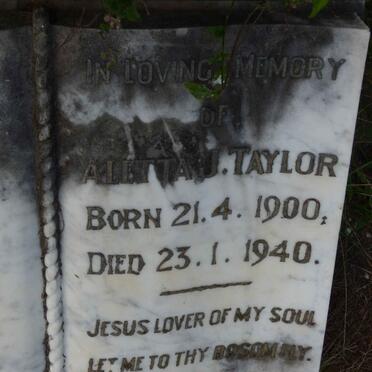 IN LOVING MEMORY
OF
ALETTA J. TAYLOR
BORN 21.4.1900,
DIED 23.1.1940.
JESUS LOVER OF MY SOUL
LET ME TO THY BOSOM FLY.